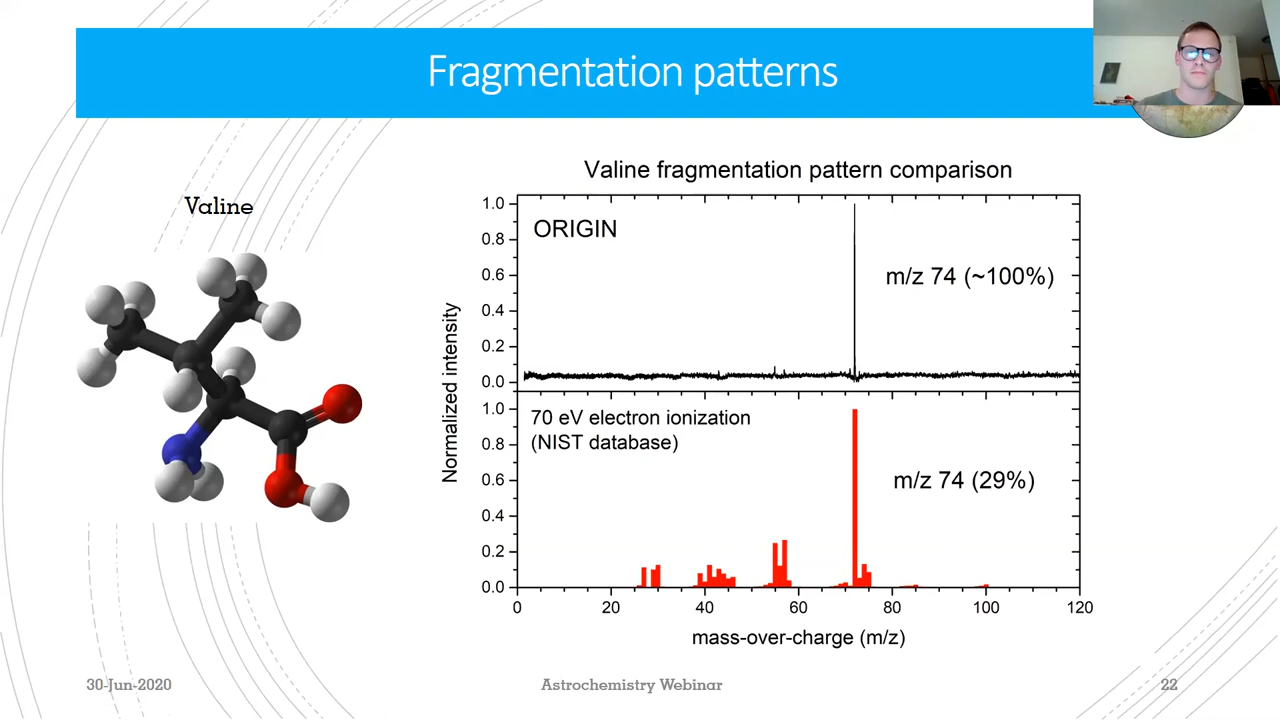 Fragmentation patterns
Valine
Valine fragmentation pattern comparison
ORIGIN
m/z 74 (~100%)
1.0
0.8
0.6
0.4
0.2
0.0
70 eV electron ionization
(NIST database)
m/z 74 (29%)
1.0
0.8
0.6
0.4
0.2
0.0
Normalized intensity
0 20 40 60 80 100 120
mass-over-charge (m/z)
30-Jun-2020
Astrochemistry Webinar
22